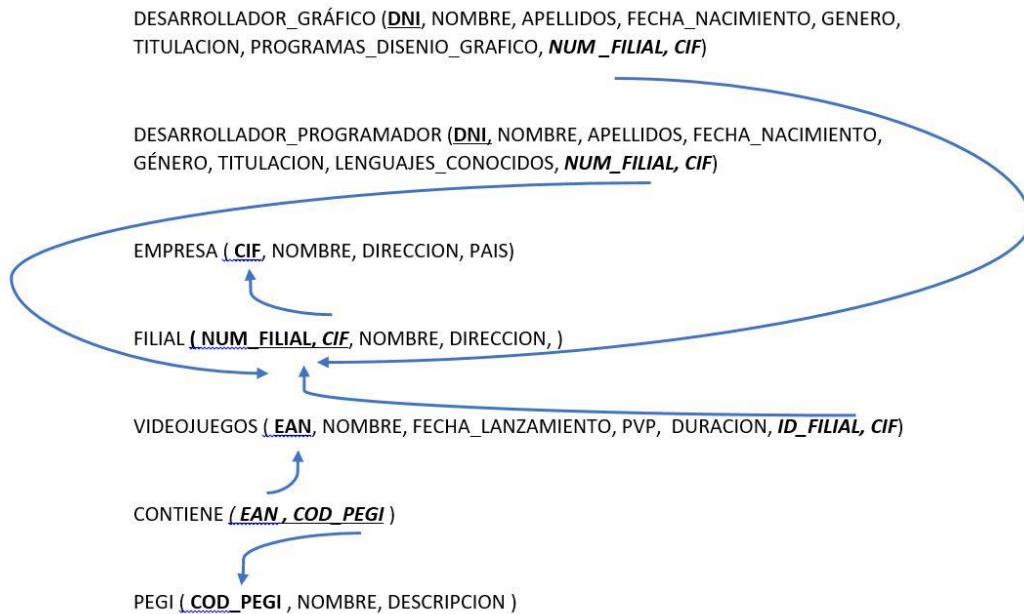 DESARROLLADOR_GRÁFICO (DNI, NOMBRE, APELLIDOS, FECHA_NACIMIENTO, GENERO,
TITULACION, PROGRAMAS_DISENIO_GRAFICO, NUM _FILIAL, CIF)
DESARROLLADOR_PROGRAMADOR (DNI, NOMBRE, APELLIDOS, FECHA_NACIMIENTO,
GÉNERO, TITULACION, LENGUAJES_CONOCIDOS, NUM_FILIAL, CIF)
EMPRESA ( CIF, NOMBRE, DIRECCION, PAIS)
FILIAL ( NUM_FILIAL, CIF, NOMBRE, DIRECCION, )
VIDEOJUEGOS ( EAN, NOMBRE, FECHA_LANZAMIENTO, PVP, DURACION, ID_FILIAL, CIF)
CONTIENE ( EAN , COD_PEGI )
PEGI ( COD_PEGI , NOMBRE, DESCRIPCION )